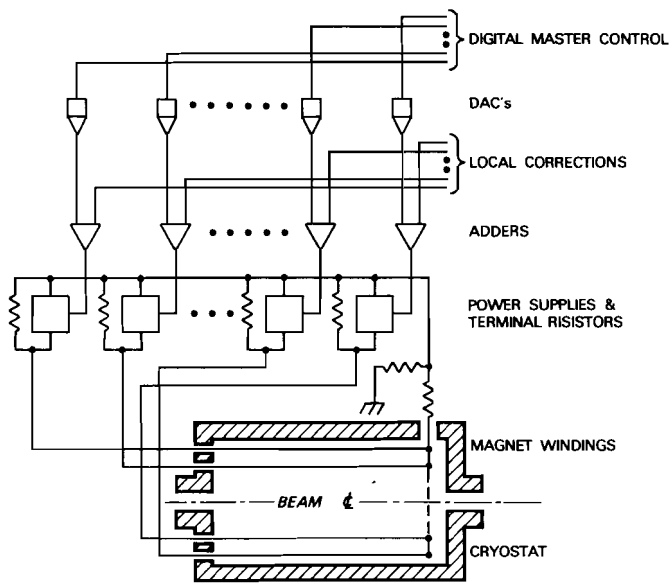 DIGITAL MASTER CONTROL
DAC's
LOCAL CORRECTIONS
ADDERS
POWER SUPPLIES &
TERMINAL RISISTORS
MAGNET WINDINGS
BEAM ℄
CRYOSTAT